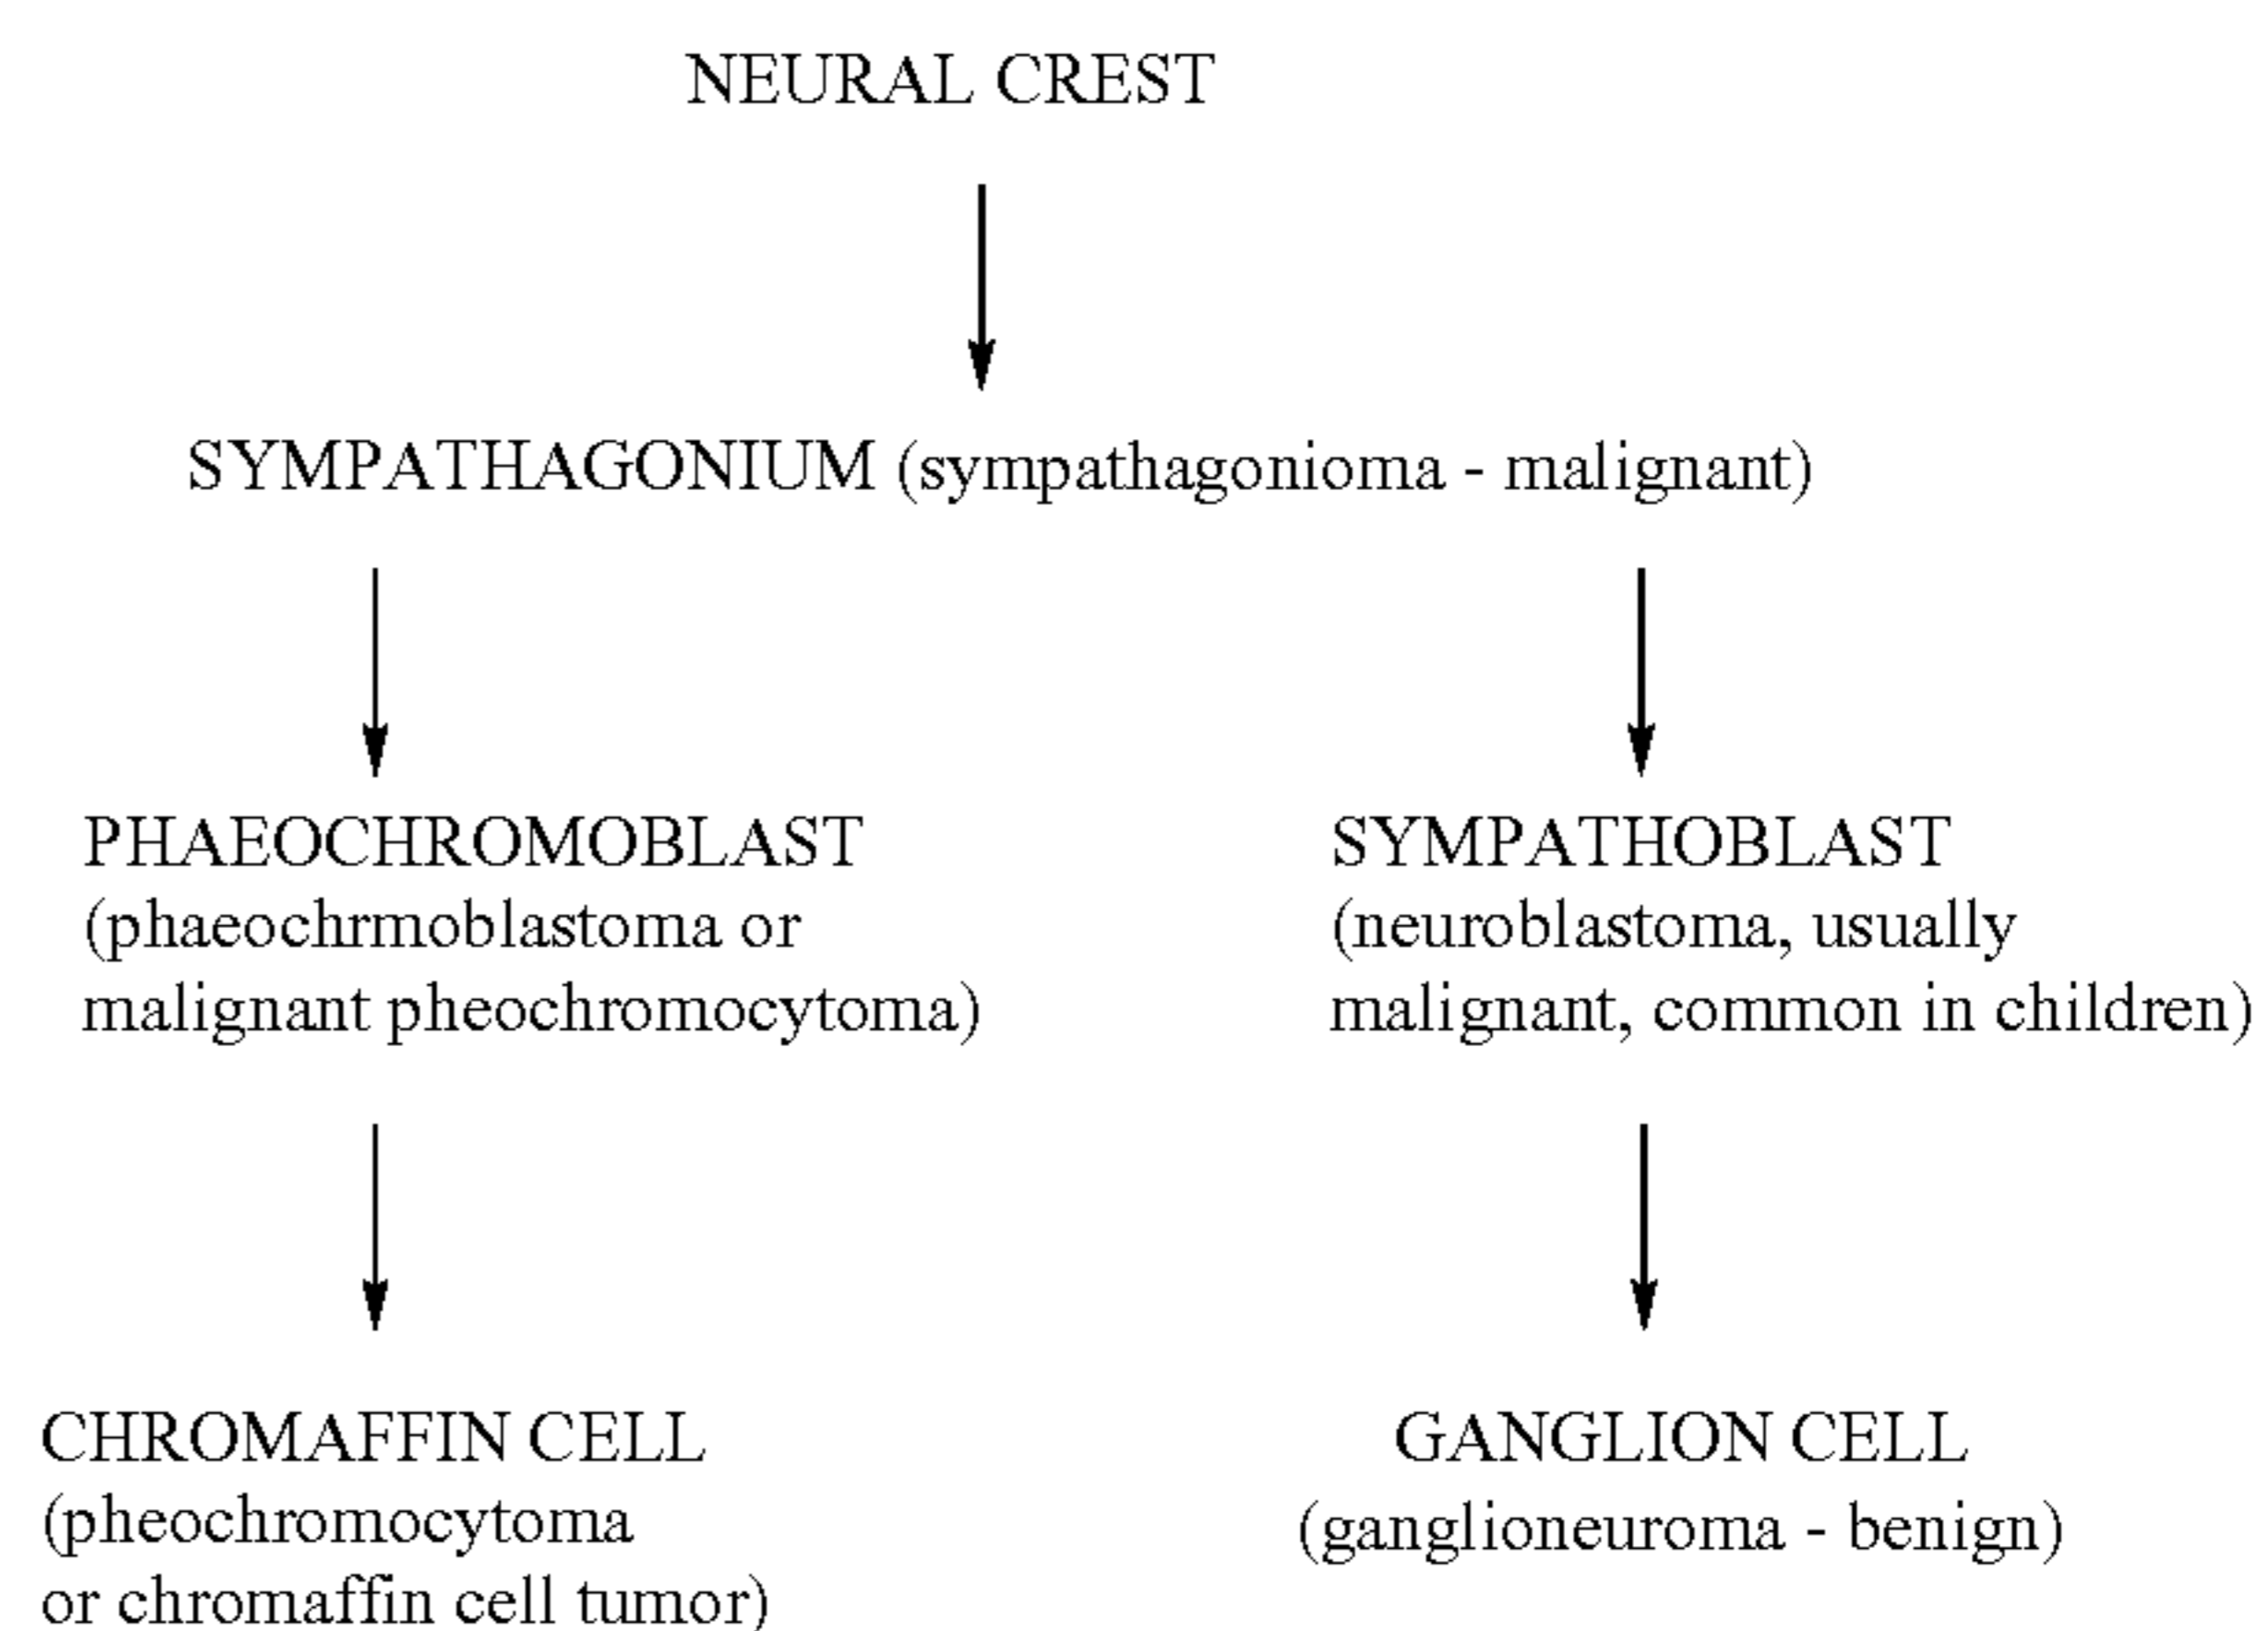 NEURAL CREST
SYMPATHAGONIUM (sympathagonioma - malignant)
PHAEOCHROMOBLAST
(phaeochrmoblastoma or
malignant pheochromocytoma)
SYMPATHOBLAST
(neuroblastoma, usually
malignant, common in children)
CHROMAFFIN CELL
(pheochromocytoma
or chromaffin cell tumor)
GANGLION CELL
(ganglioneuroma - benign)